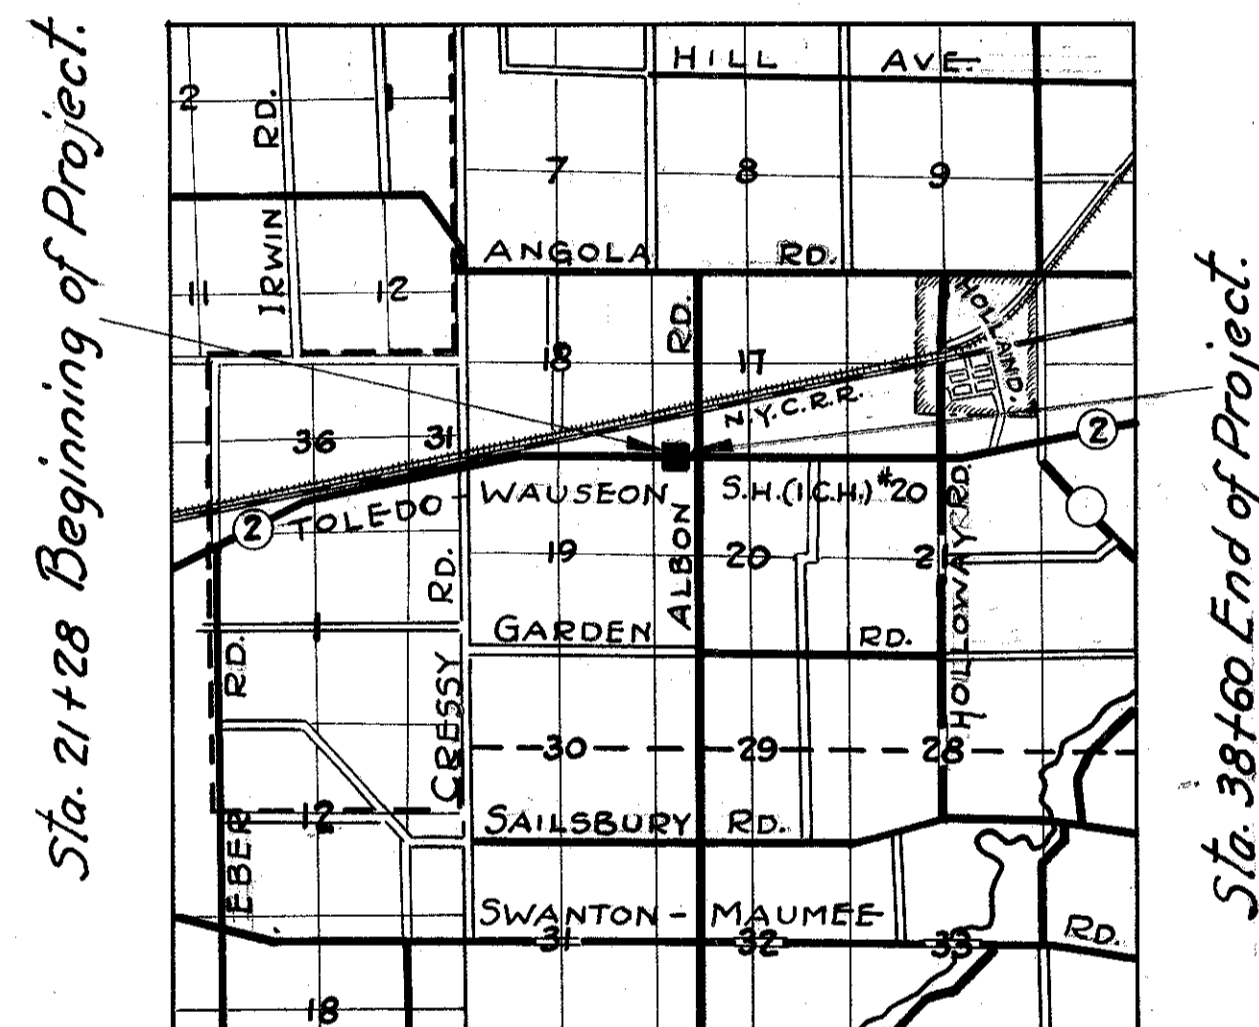 Sta. 21+28 Beginning of Project.
HILL AVE.
2
RD.
7
8
9
IRWIN
ANGOLA RD.
11
12
HOLLAND.
RD.
18
17
N.Y.C.R.R.
36
31
2
2
TOLEDO - WAUSEON S.H.(I.C.H.) #20
19
ALBON
20
21
HOLLOWAY RD.
RD.
1
GARDEN RD.
RD.
CRESSY
30
29
28
12
SAILSBURY RD.
EBER
SWANTON - MAUMEE RD.
31
32
33
18
Sta. 38+60 End of Project.